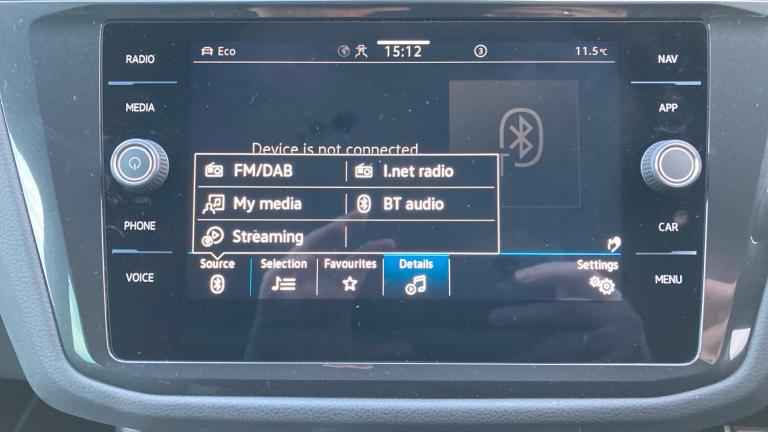 RADIO
MEDIA
PHONE
VOICE
Eco
15:12
3
11.5°C
Device is not connected
FM/DAB
I.net radio
My media
BT audio
Streaming
Source
Selection
Favourites
Details
Settings
NAV
APP
CAR
MENU